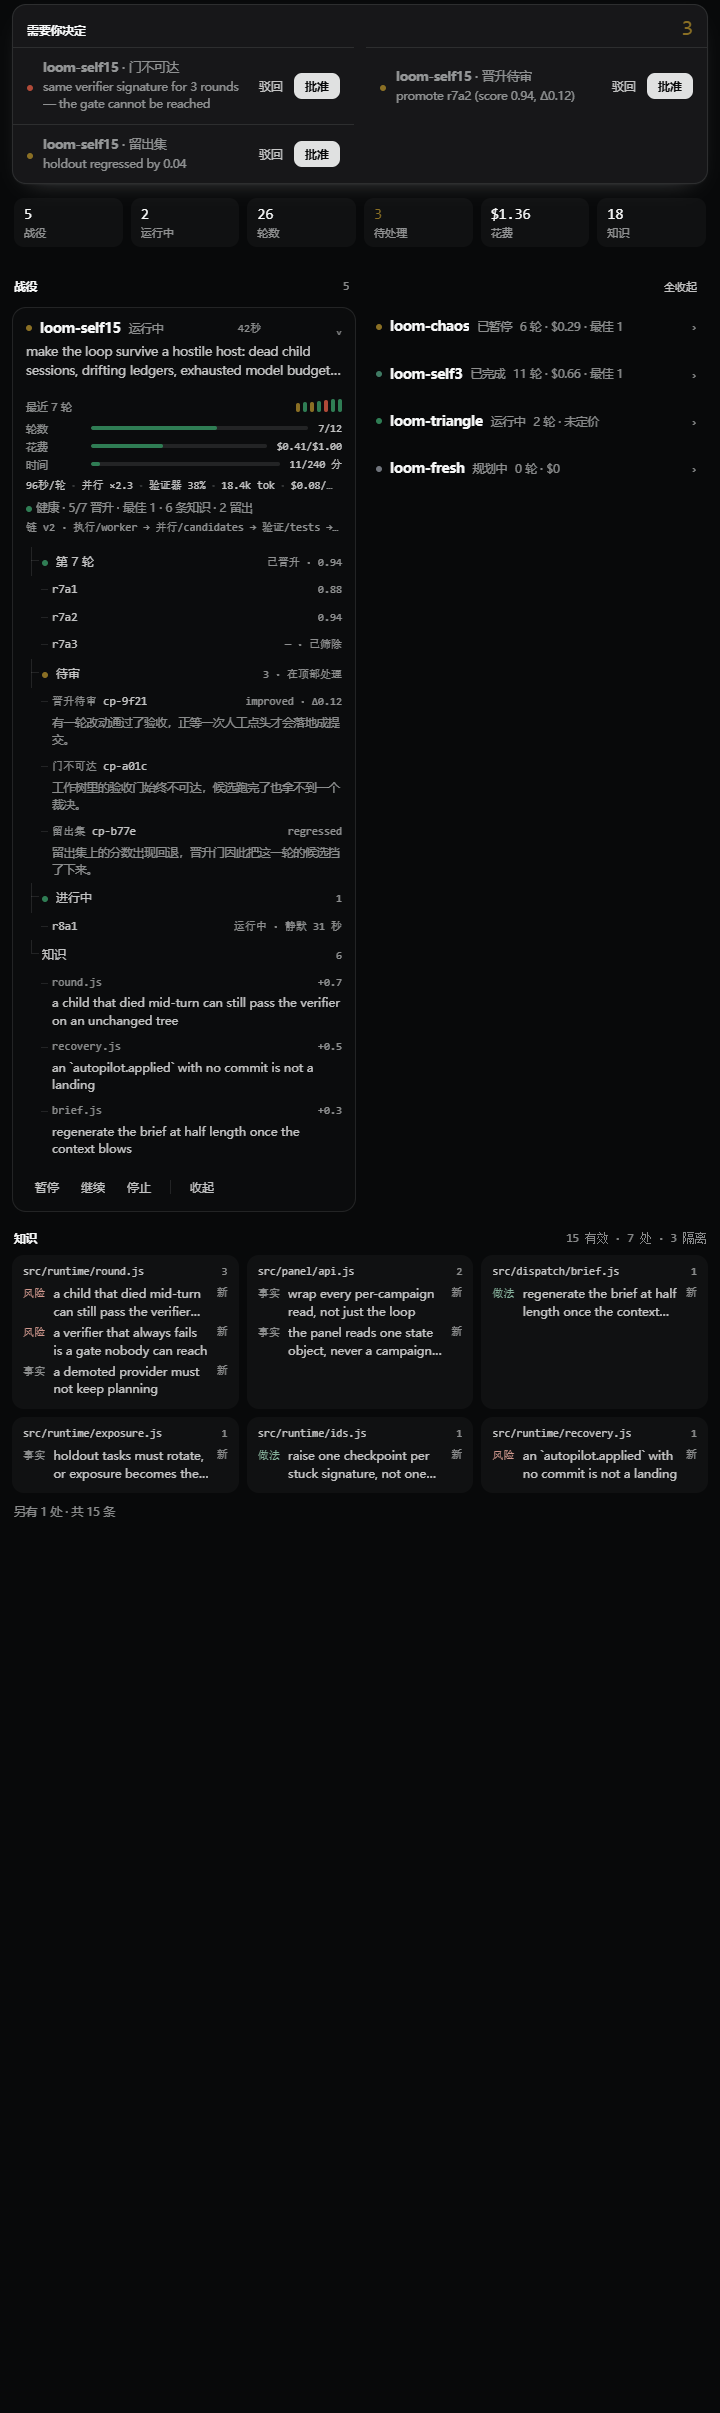 需要你决定
3
loom-self15 · 门不可达
same verifier signature for 3 rounds
— the gate cannot be reached
驳回
批准
loom-self15 · 晋升待审
promote r7a2 (score 0.94, Δ0.12)
驳回
批准
loom-self15 · 留出集
holdout regressed by 0.04
驳回
批准
5
战役
2
运行中
26
轮数
3
待处理
$1.36
花费
18
知识
战役
5
全收起
loom-self15 运行中
42秒
make the loop survive a hostile host: dead child
sessions, drifting ledgers, exhausted model budget...
最近 7 轮
轮数
7/12
花费
$0.41/$1.00
时间
11/240 分
96秒/轮 · 并行 ×2.3 · 验证器 38% · 18.4k tok · $0.08/…
健康 · 5/7 晋升 · 最佳 1 · 6 条知识 · 2 留出
链 v2 · 执行/worker → 并行/candidates → 验证/tests →…
第 7 轮
已晋升 · 0.94
r7a1
0.88
r7a2
0.94
r7a3
— · 已筛除
待审
3 · 在顶部处理
晋升待审 cp-9f21
improved · Δ0.12
有一轮改动通过了验收，正等一次人工点头才会落地成提
交。
门不可达 cp-a01c
工作树里的验收门始终不可达，候选跑完了也拿不到一个
裁决。
留出集 cp-b77e
regressed
留出集上的分数出现回退，晋升门因此把这一轮的候选挡
了下来。
进行中
1
r8a1
运行中 · 静默 31 秒
知识
6
round.js
+0.7
a child that died mid-turn can still pass the verifier
on an unchanged tree
recovery.js
+0.5
an `autopilot.applied` with no commit is not a
landing
brief.js
+0.3
regenerate the brief at half length once the
context blows
暂停
继续
停止
收起
loom-chaos 已暂停 6 轮 · $0.29 · 最佳 1
loom-self3 已完成 11 轮 · $0.66 · 最佳 1
loom-triangle 运行中 2 轮 · 未定价
loom-fresh 规划中 0 轮 · $0
知识
15 有效 · 7 处 · 3 隔离
src/runtime/round.js
3
风险 a child that died mid-turn 新
can still pass the verifier...
风险 a verifier that always fails 新
is a gate nobody can reach
事实 a demoted provider must 新
not keep planning
src/panel/api.js
2
事实 wrap every per-campaign 新
read, not just the loop
事实 the panel reads one state 新
object, never a campaign...
src/dispatch/brief.js
1
做法 regenerate the brief at half 新
length once the context...
src/runtime/exposure.js
1
事实 holdout tasks must rotate, 新
or exposure becomes the...
src/runtime/ids.js
1
做法 raise one checkpoint per 新
stuck signature, not one...
src/runtime/recovery.js
1
风险 an `autopilot.applied` with 新
no commit is not a landing
另有 1 处 · 共 15 条